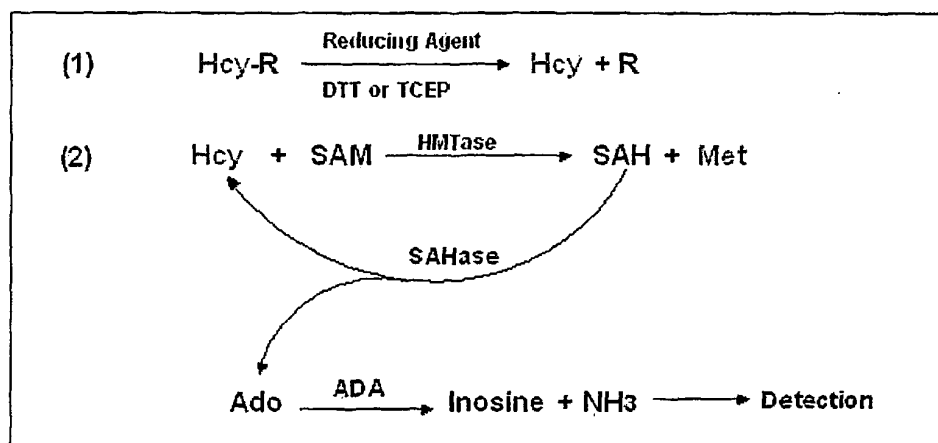 (1) Hcy-R Reducing Agent DTT or TCEP Hcy + R
(2) Hcy + SAM HMTase SAH + Met
SAHase
Ado ADA Inosine + NH3 Detection